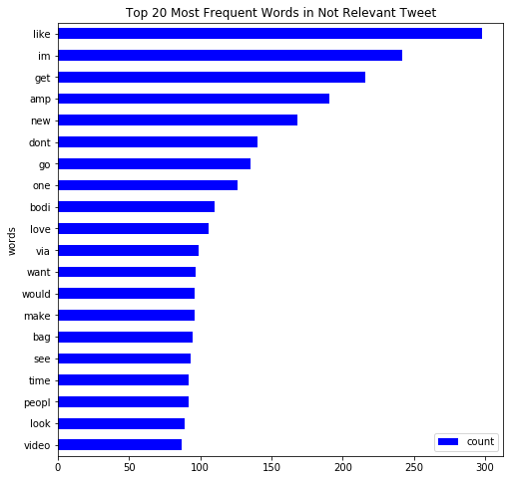 Top 20 Most Frequent Words in Not Relevant Tweet
like
im
get
amp
new
dont
go
one
bodi
love
via
want
would
make
bag
see
time
peopl
look
video
words
count
0 50 100 150 200 250 300